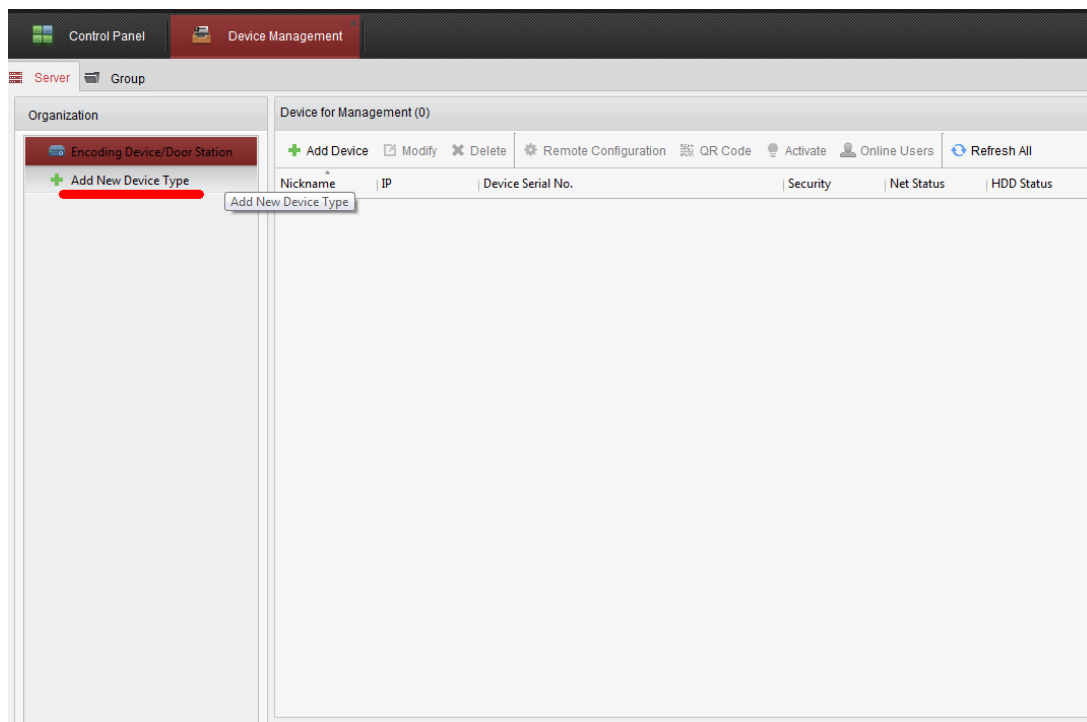 Control Panel Device Management
Server Group
Organization
Device for Management (0)
Encoding Device/Door Station
Add Device Modify Delete Remote Configuration QR Code Activate Online Users Refresh All
Add New Device Type
Nickname IP Device Serial No. Security Net Status HDD Status
Add New Device Type